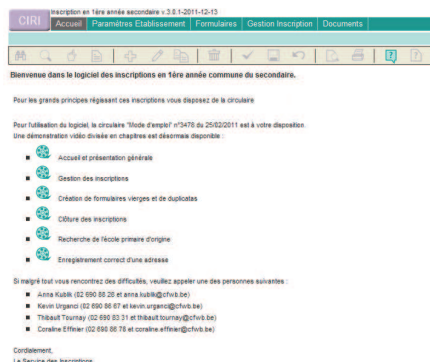 Inscription en 1ère année secondaire v 3.8.1-2011-12-13
CIRI
Accueil Paramètres Etablissement Formulaires Gestion Inscription Documents
Bienvenue dans le logiciel des inscriptions en 1ère année commune du secondaire.
Pour les grands principes régissant ces inscriptions vous disposez de la circulaire
Pour l'utilisation du logiciel, la circulaire "Mode d'emploi" n°3478 du 25/02/2011 est à votre disposition.
Une démonstration vidéo divisée en chapitres est désormais disponible :
Accueil et présentation générale
Gestion des inscriptions
Création de formulaires vierges et de duplicatas
Clôture des inscriptions
Recherche de l'école primaire d'origine
Enregistrement correct d'une adresse
Si malgré tout vous rencontrez des difficultés, veuillez appeler une des personnes suivantes :
Anna Kublik (02 690 88 28 et anna.kublik@cfwb.be)
Kevin Urganci (02 690 86 67 et kevin.urganci@cfwb.be)
Thibault Tournay (02 690 83 31 et thibault.tournay@cfwb.be)
Coraline Effinier (02 690 86 78 et coraline.effinier@cfwb.be)
Cordialement,
Le Service des Inscriptions